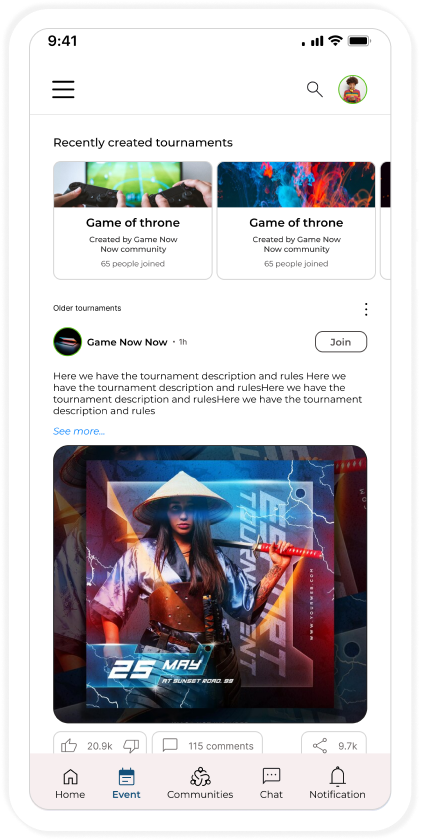 9:41
Recently created tournaments
Game of throne
Created by Game Now
Now community
65 people joined
Game of throne
Created by Game Now
Now community
65 people joined
Older tournaments
Game Now Now • 1h
Join
Here we have the tournament description and rules Here we
have the tournament description and rulesHere we have the
tournament description and rulesHere we have the tournament
description and rules
See more...
WWW.YOURWEB.COM
25 MAY
AT SUNSET ROAD. 99
20.9k
115 comments
9.7k
Home
Event
Communities
Chat
Notification